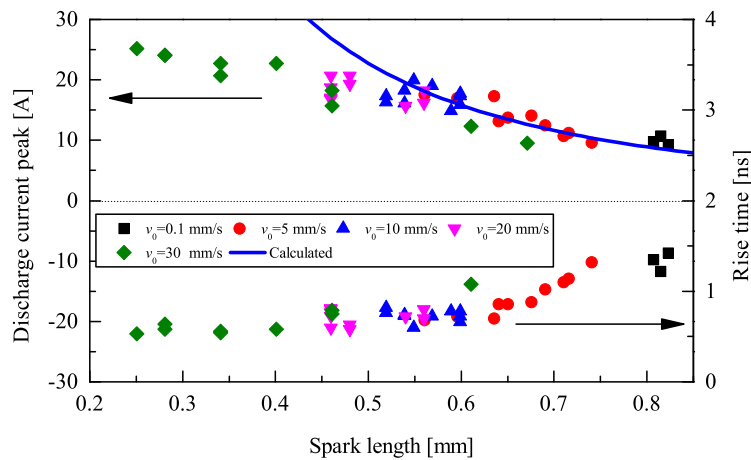 30
20
10
0
-10
-20
-30
Discharge current peak [A]
4
3
2
1
0
Rise time [ns]
v0=0.1 mm/s v0=5 mm/s v0=10 mm/s v0=20 mm/s
v0=30 mm/s Calculated
0.2 0.3 0.4 0.5 0.6 0.7 0.8
Spark length [mm]